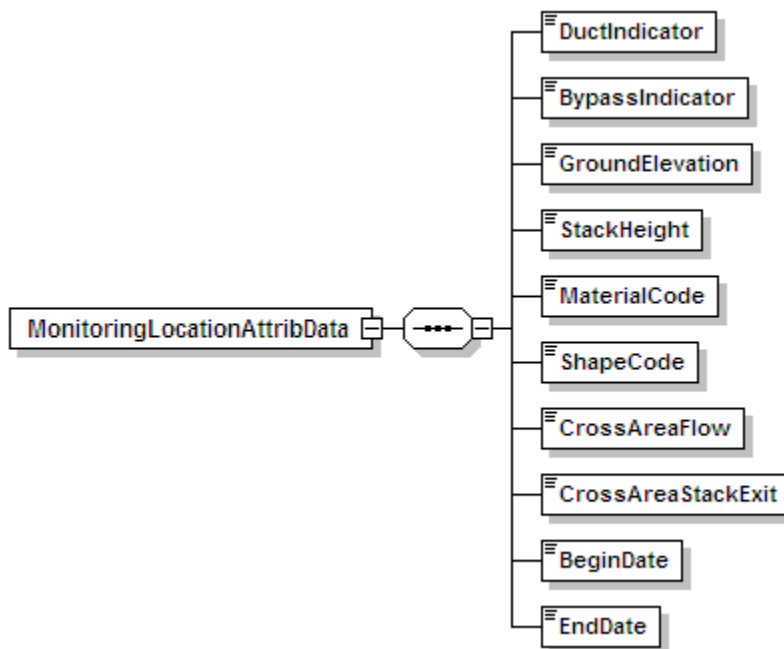 DuctIndicator
BypassIndicator
GroundElevation
StackHeight
MonitoringLocationAttribData
MaterialCode
ShapeCode
CrossAreaFlow
CrossAreaStackExit
BeginDate
EndDate